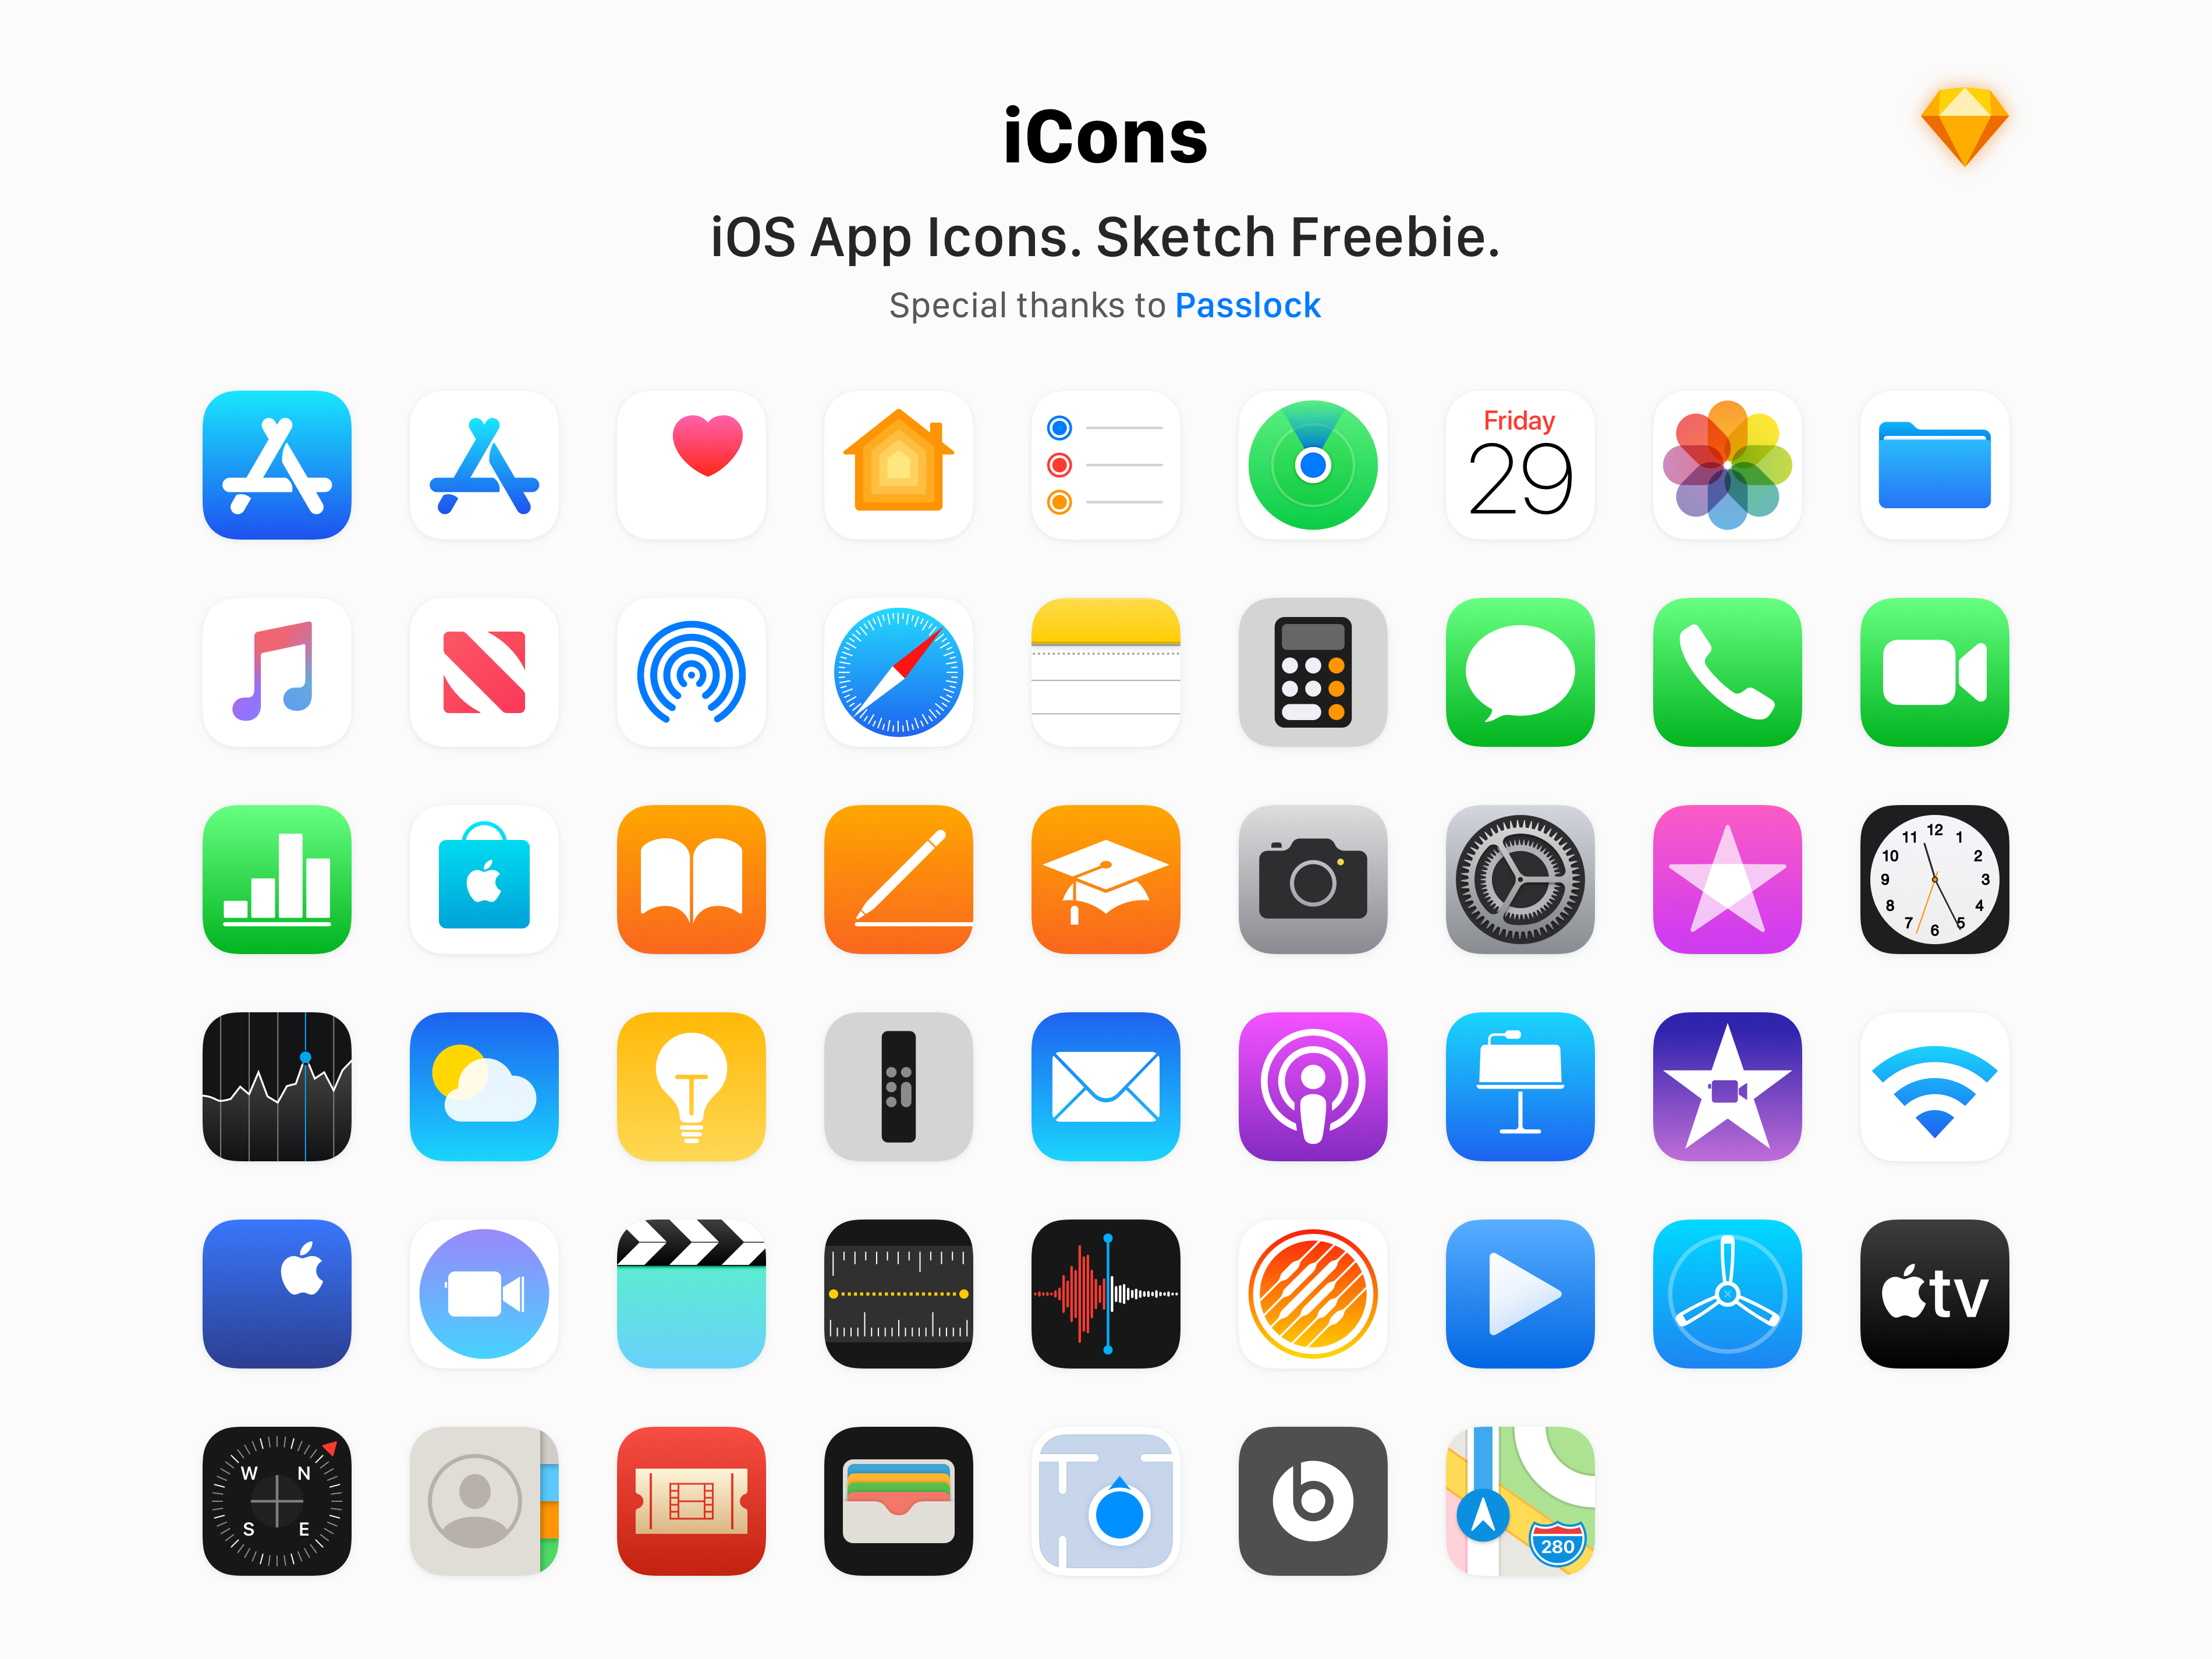 iCons
iOS App Icons. Sketch Freebie.
Special thanks to Passlock
Friday
29
12
11 1
10 2
9 3
8 4
7 5
6
tv
W N
S E
b
280